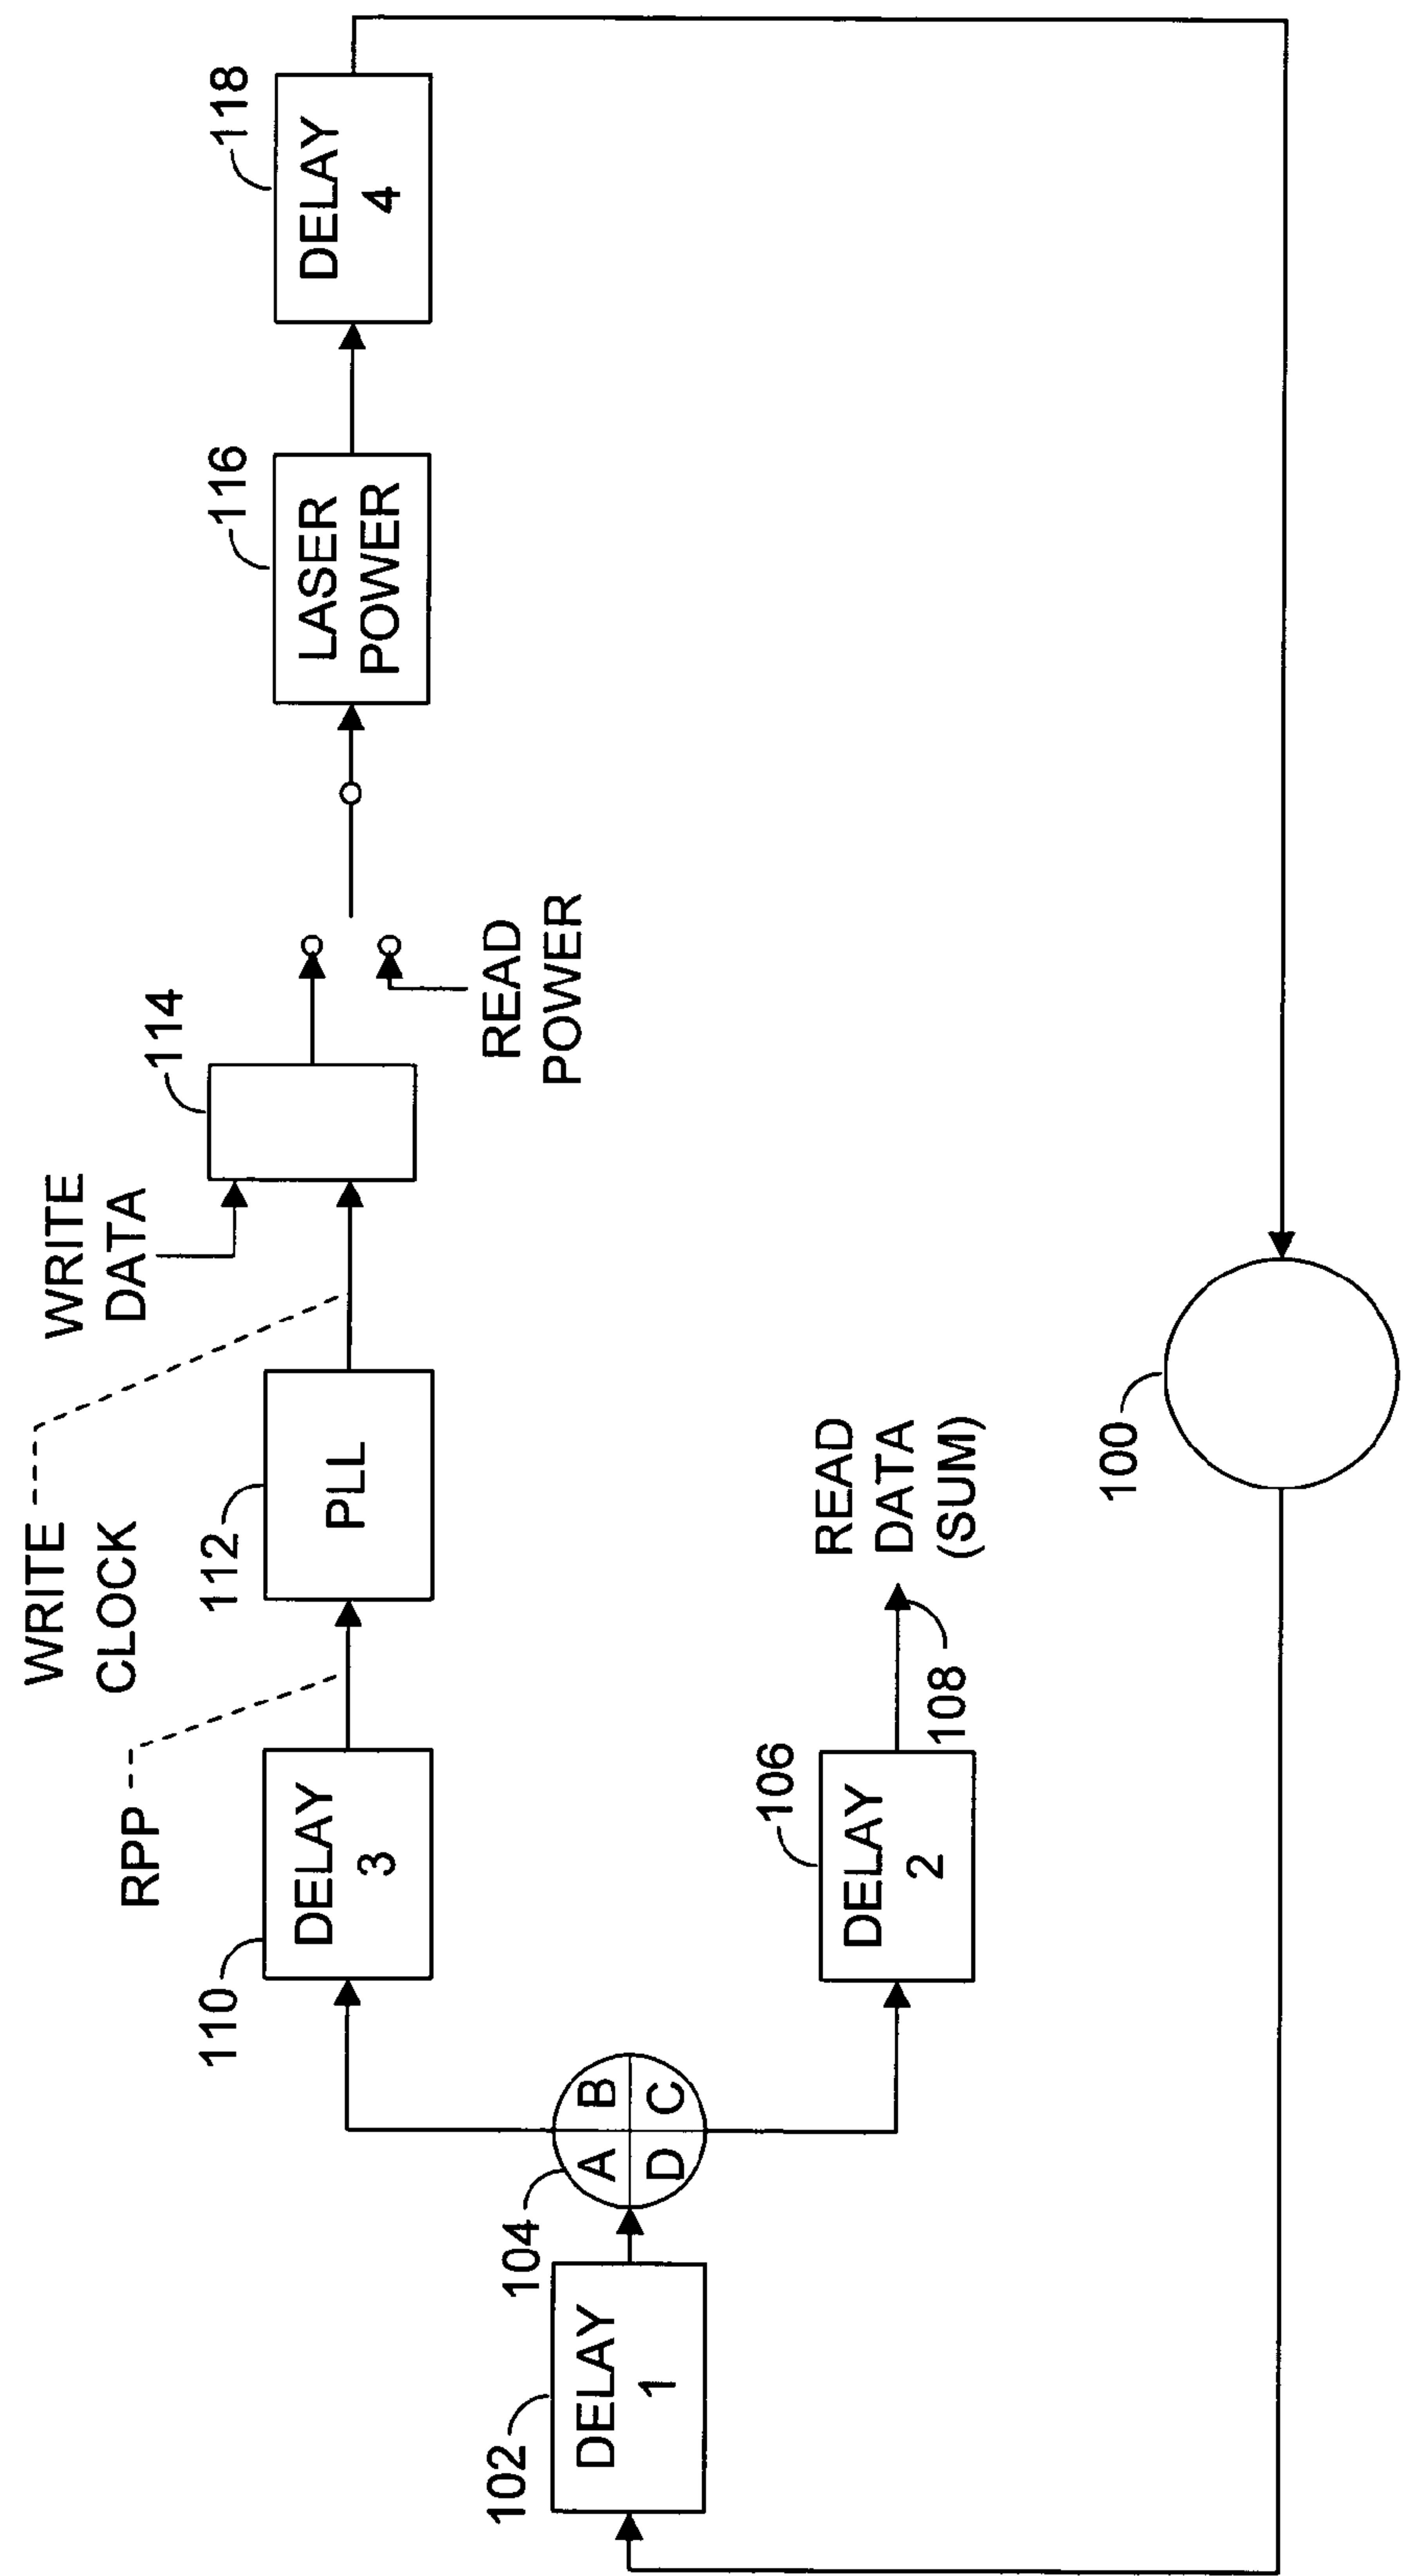 WRITE
CLOCK
WRITE
DATA
RPP
110
DELAY
3
112
PLL
114
READ
POWER
116
LASER
POWER
118
DELAY
4
102
DELAY
1
104
A B
D C
106
DELAY
2
108
READ
DATA
(SUM)
100